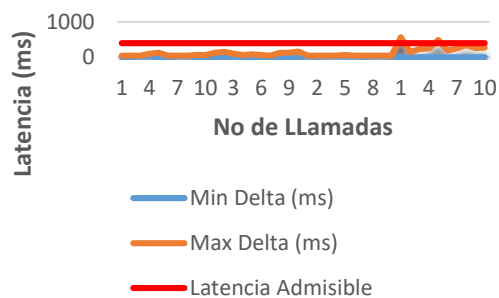 Latencia (ms)
1000
0
1 4 7 10 3 6 9 2 5 8 1 4 7 10
No de LLamadas
Min Delta (ms)
Max Delta (ms)
Latencia Admisible